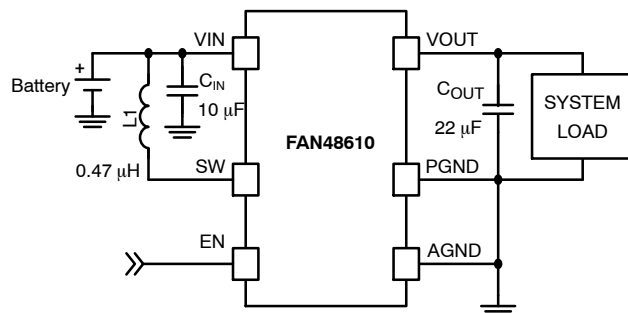 VIN
VOUT
Battery
+
C_IN
10 μF
L1
0.47 μH
FAN48610
C_OUT
22 μF
SYSTEM
LOAD
SW
PGND
EN
AGND